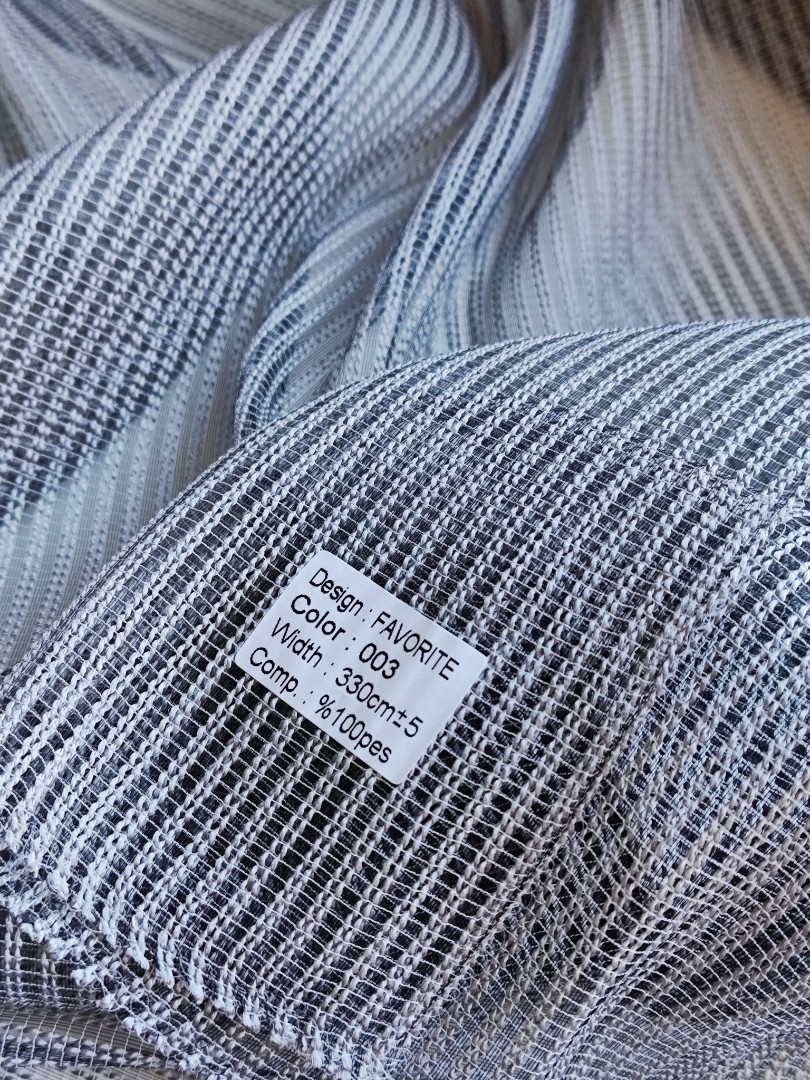 Design : FAVORITE
Color : 003
Width : 330cm±5
Comp. : %100pes